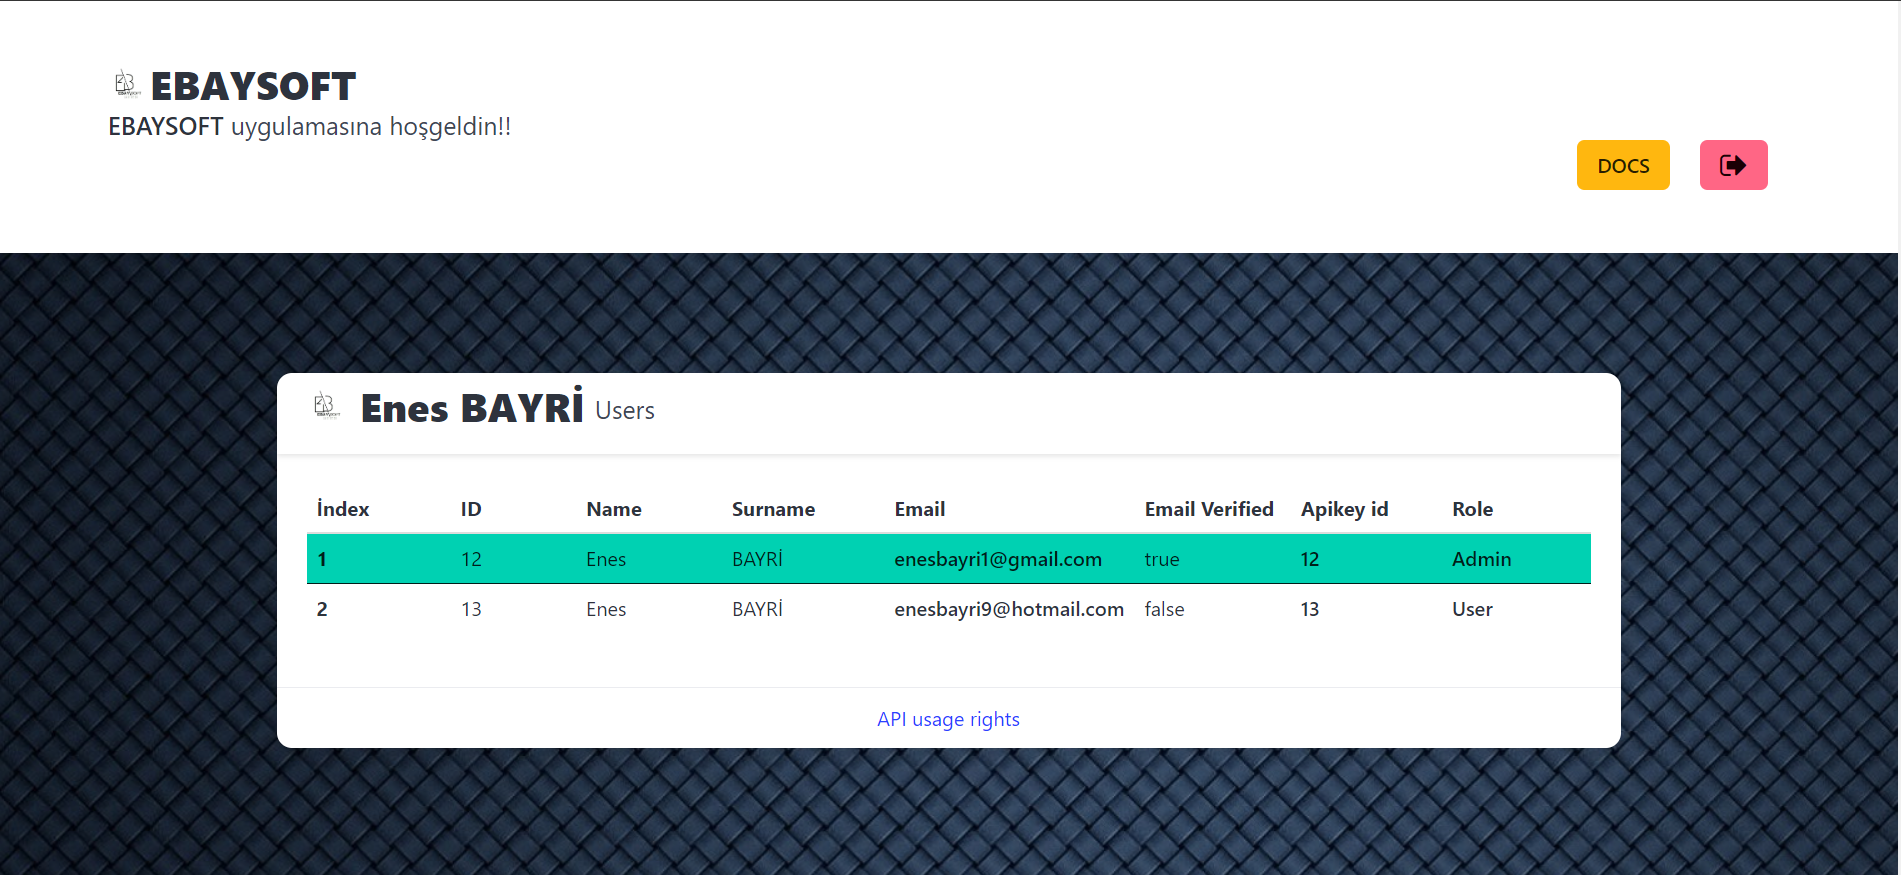 EBAYSOFT
EBAYSOFT uygulamasına hoşgeldin!!
DOCS
Enes BAYRİ Users
İndex ID Name Surname Email Email Verified Apikey id Role
1 12 Enes BAYRİ enesbayri1@gmail.com true 12 Admin
2 13 Enes BAYRİ enesbayri9@hotmail.com false 13 User
API usage rights